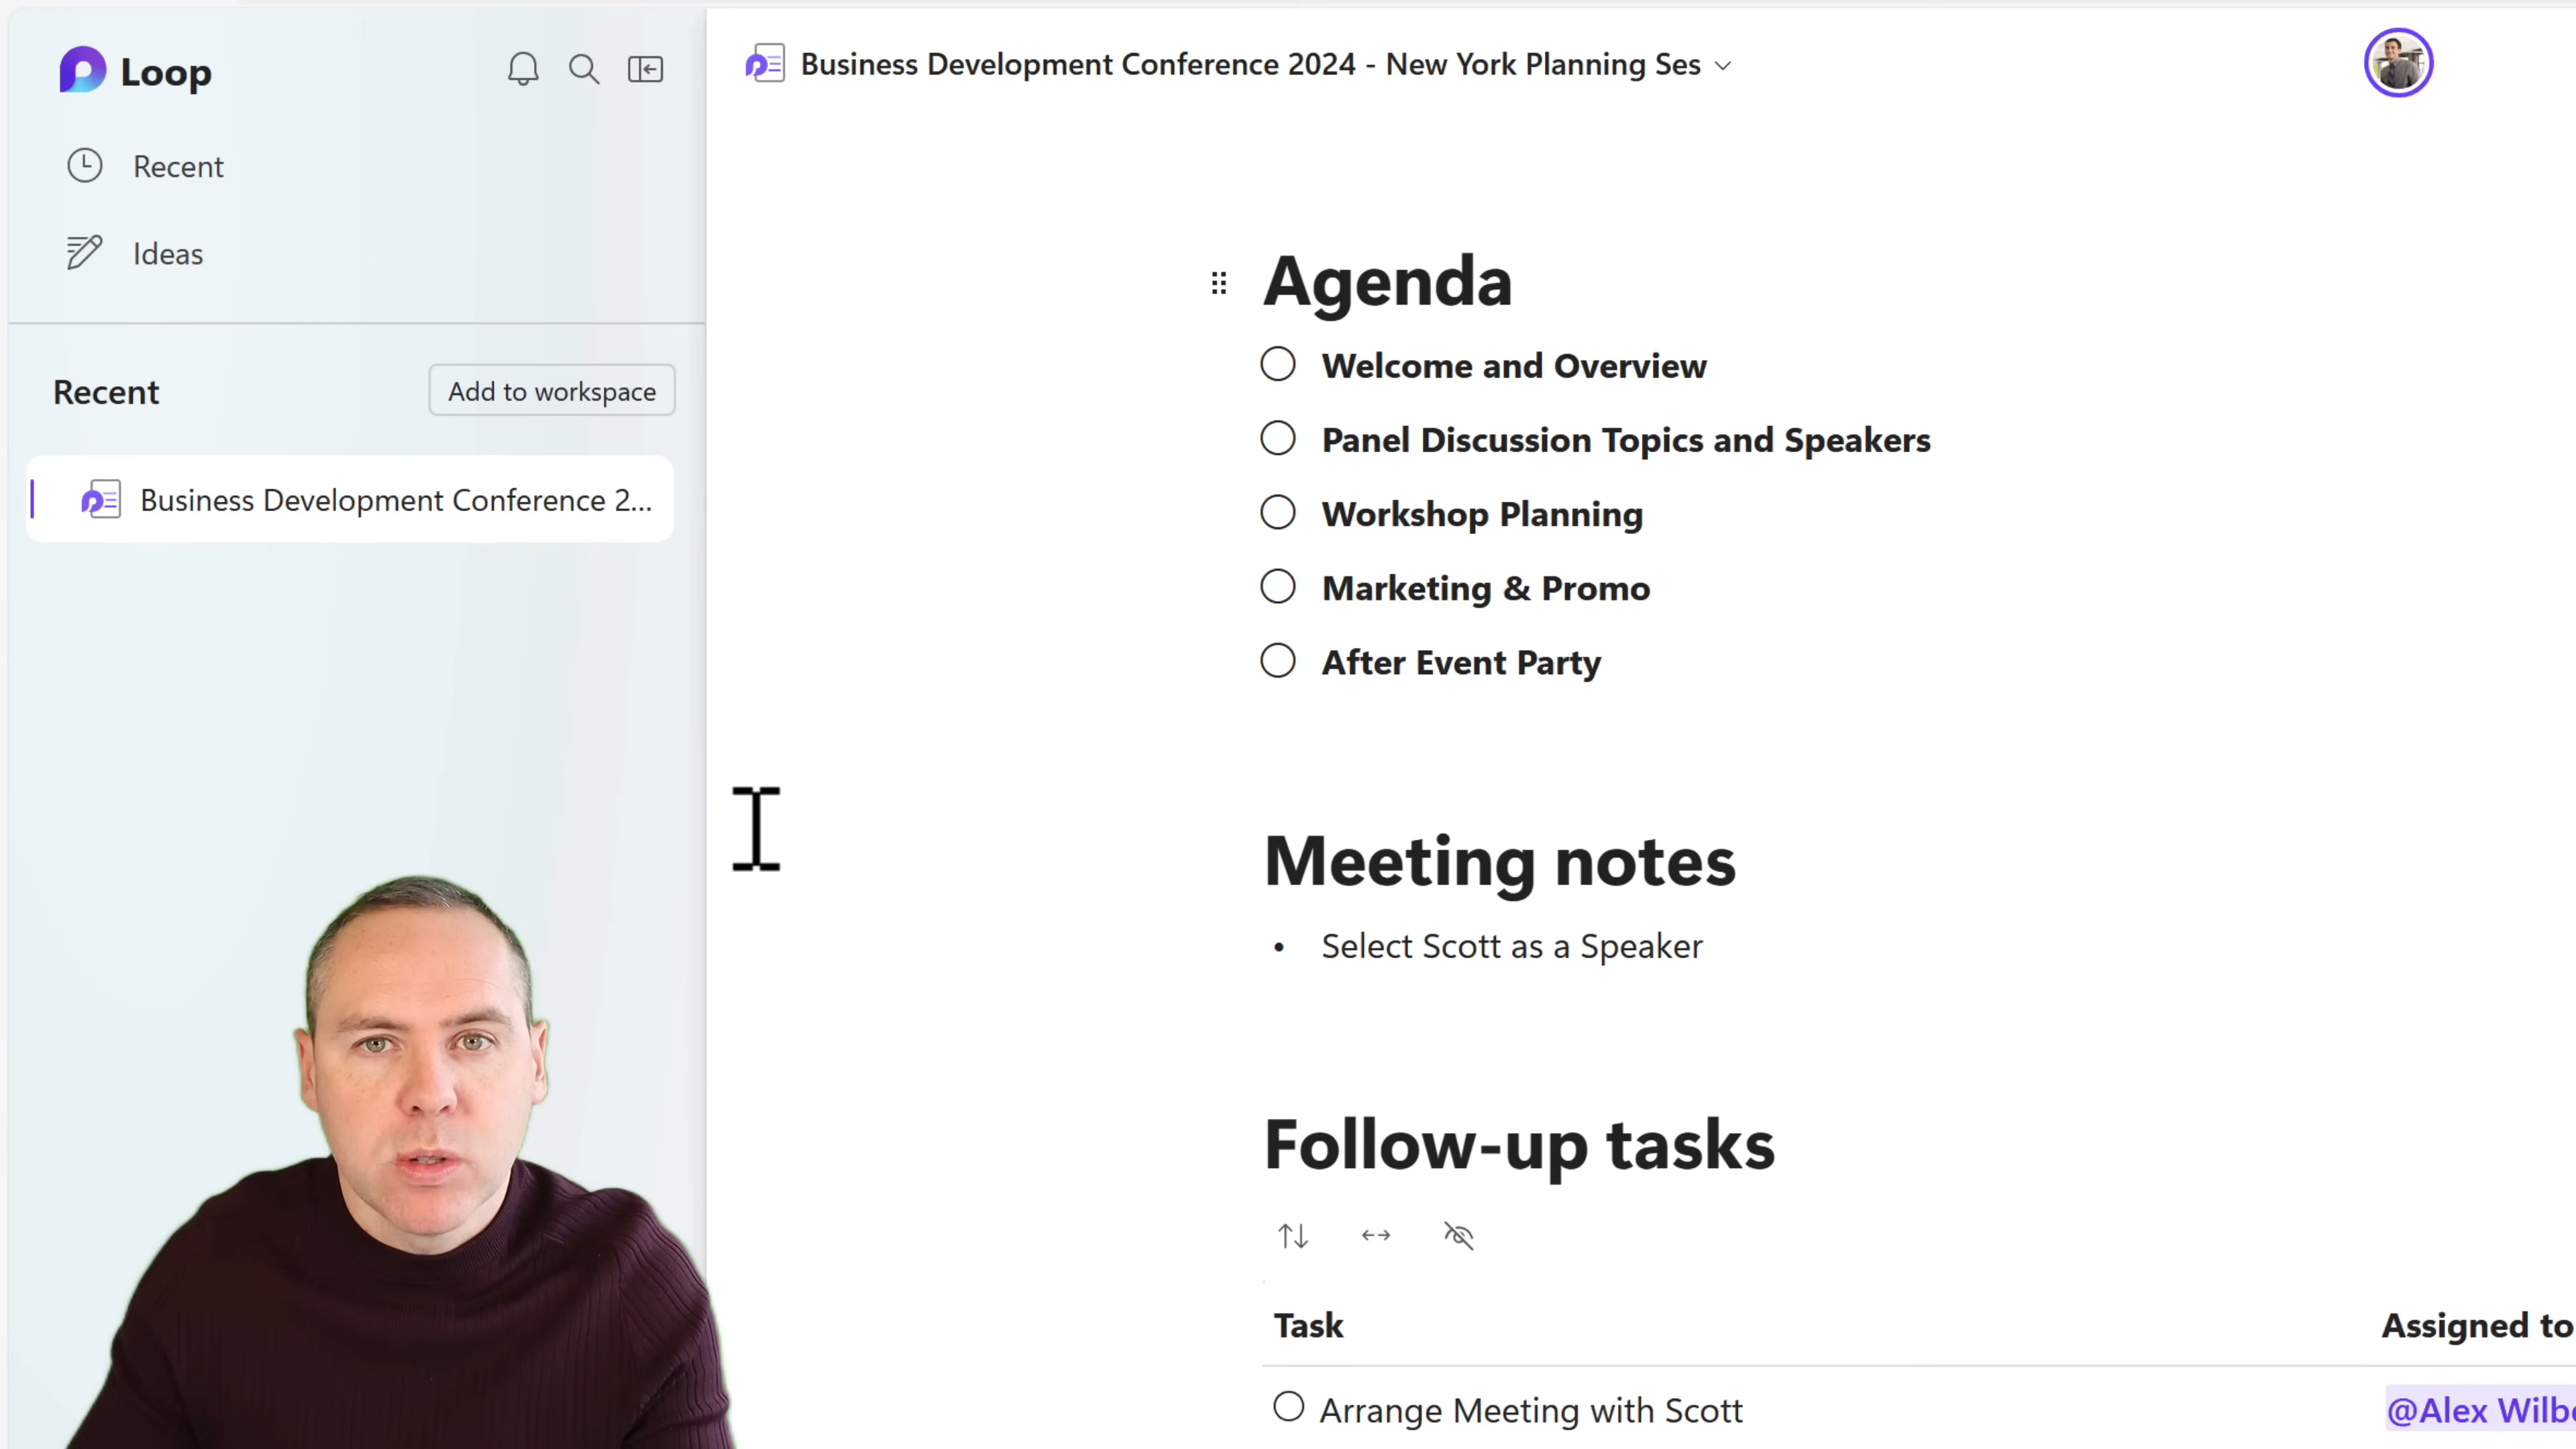 Loop
Recent
Ideas
Recent
Add to workspace
Business Development Conference 2...
Business Development Conference 2024 - New York Planning Ses
Agenda
Welcome and Overview
Panel Discussion Topics and Speakers
Workshop Planning
Marketing & Promo
After Event Party
Meeting notes
• Select Scott as a Speaker
Follow-up tasks
Task
Assigned to
Arrange Meeting with Scott
@Alex